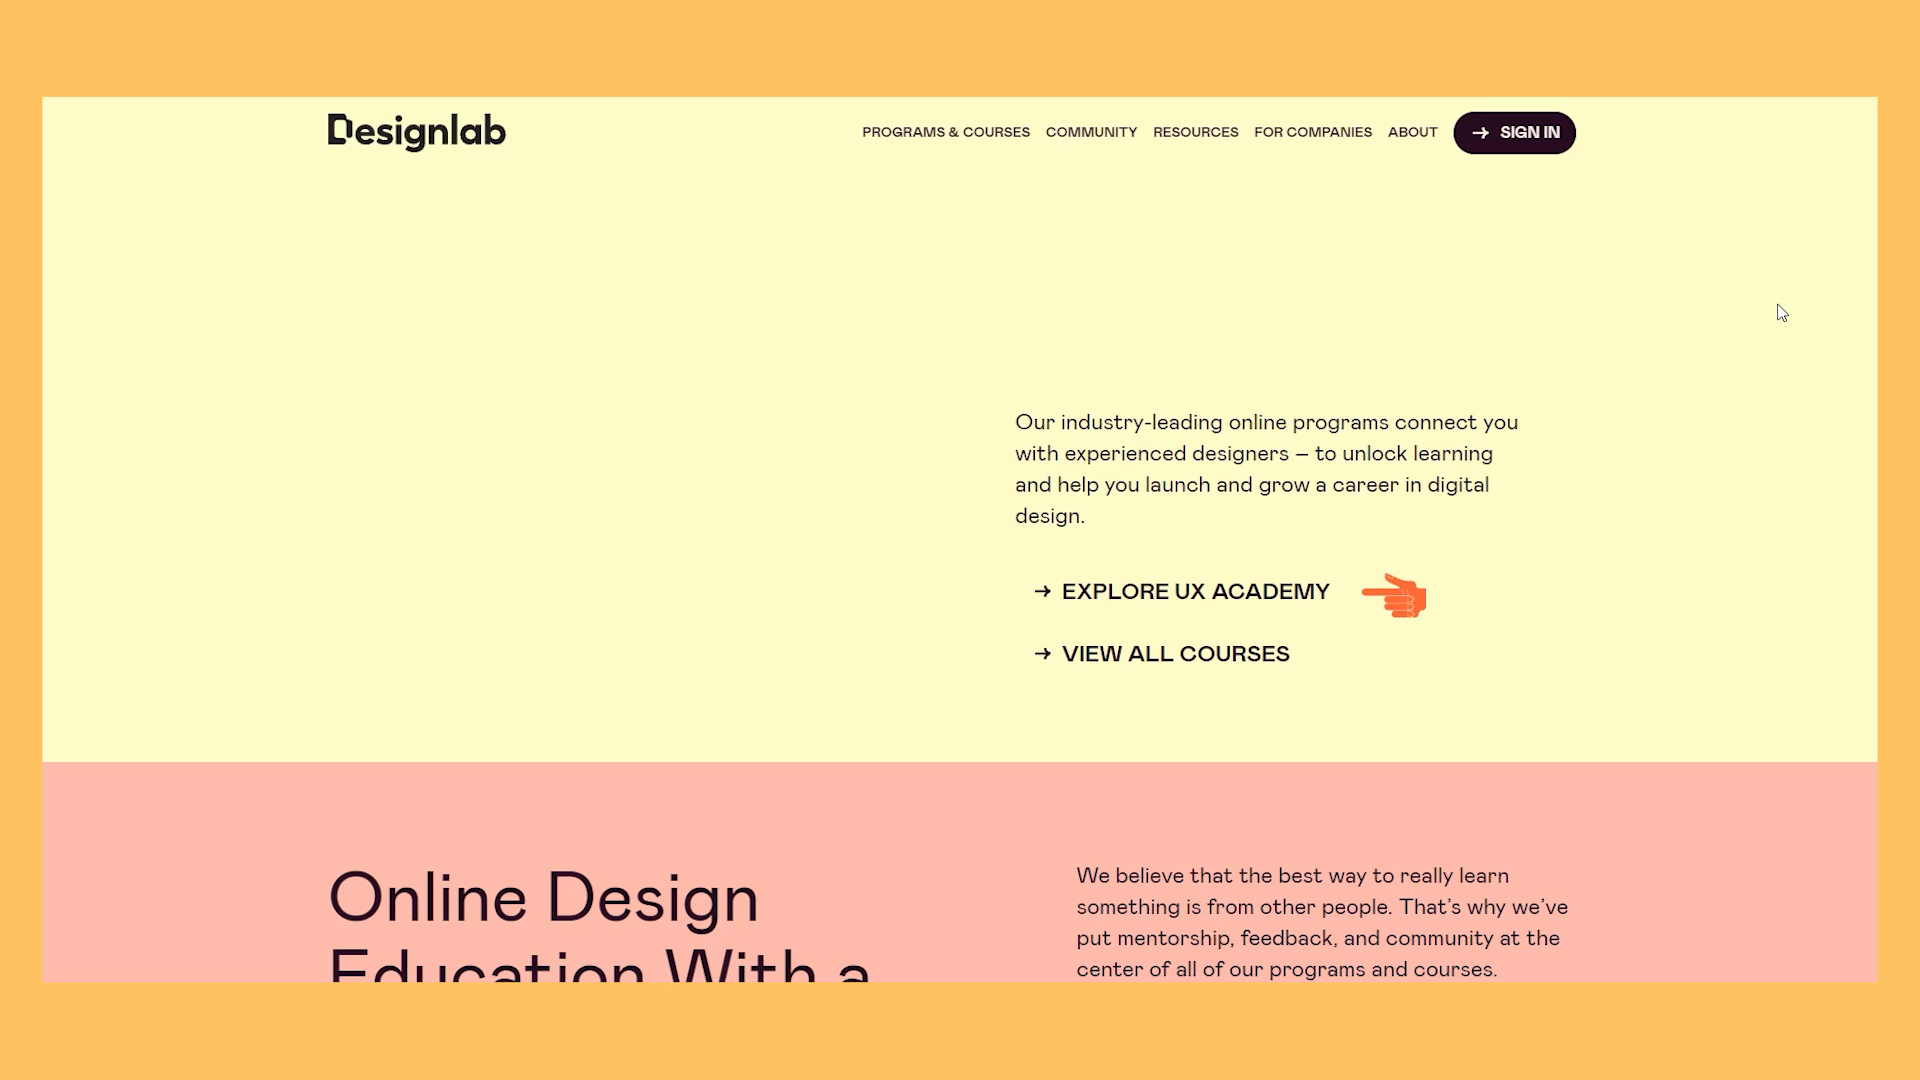 Designlab
PROGRAMS & COURSES COMMUNITY RESOURCES FOR COMPANIES ABOUT → SIGN IN
Our industry-leading online programs connect you
with experienced designers – to unlock learning
and help you launch and grow a career in digital
design.
→ EXPLORE UX ACADEMY
→ VIEW ALL COURSES
Online Design
Education With a
We believe that the best way to really learn
something is from other people. That’s why we’ve
put mentorship, feedback, and community at the
center of all of our programs and courses.